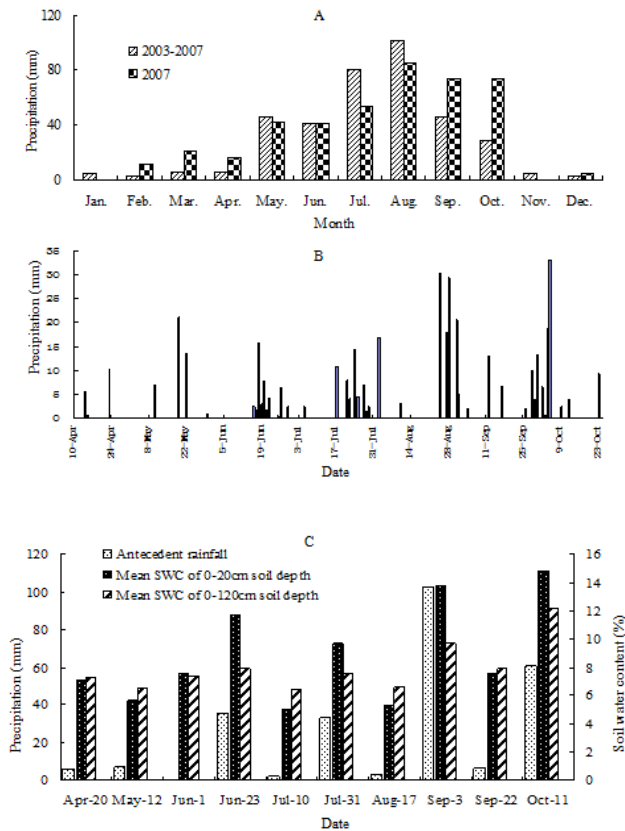 A
120
80
40
0
Precipitation (mm)
2003-2007
2007
Jan. Feb. Mar. Apr. May. Jun. Jul. Aug. Sep. Oct. Nov. Dec.
Month
B
Precipitation (mm)
30
25
20
15
10
5
0
10-Apr 24-Apr 8-May 22-May 5-Jun 19-Jun 3-Jul 17-Jul 31-Jul 14-Aug 28-Aug 11-Sep 25-Sep 9-Oct 23-Oct
Date
C
Antecedent rainfall
Mean SWC of 0-20cm soil depth
Mean SWC of 0-120cm soil depth
120
100
80
60
40
20
0
Precipitation (mm)
16
14
12
10
8
6
4
2
0
Soil water content (%)
Apr-20 May-12 Jun-1 Jun-23 Jul-10 Jul-31 Aug-17 Sep-3 Sep-22 Oct-11
Date